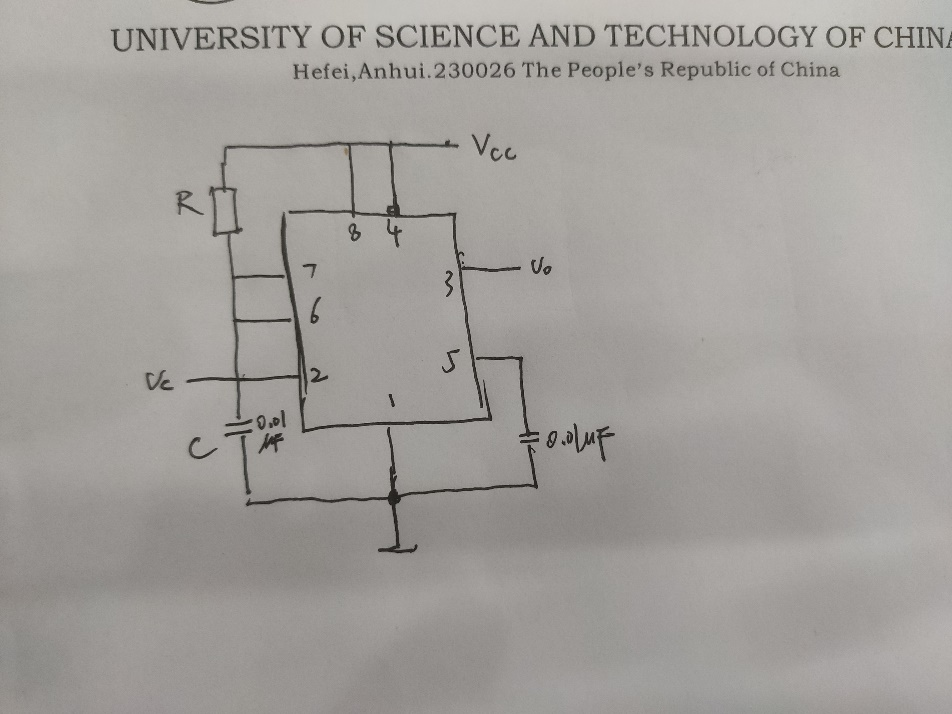 UNIVERSITY OF SCIENCE AND TECHNOLOGY OF CHINA
Hefei,Anhui.230026 The People's Republic of China
Vcc
R
8 4
7
3
Vo
6
5
Vc
2
1
C
0.01
μF
0.01μF